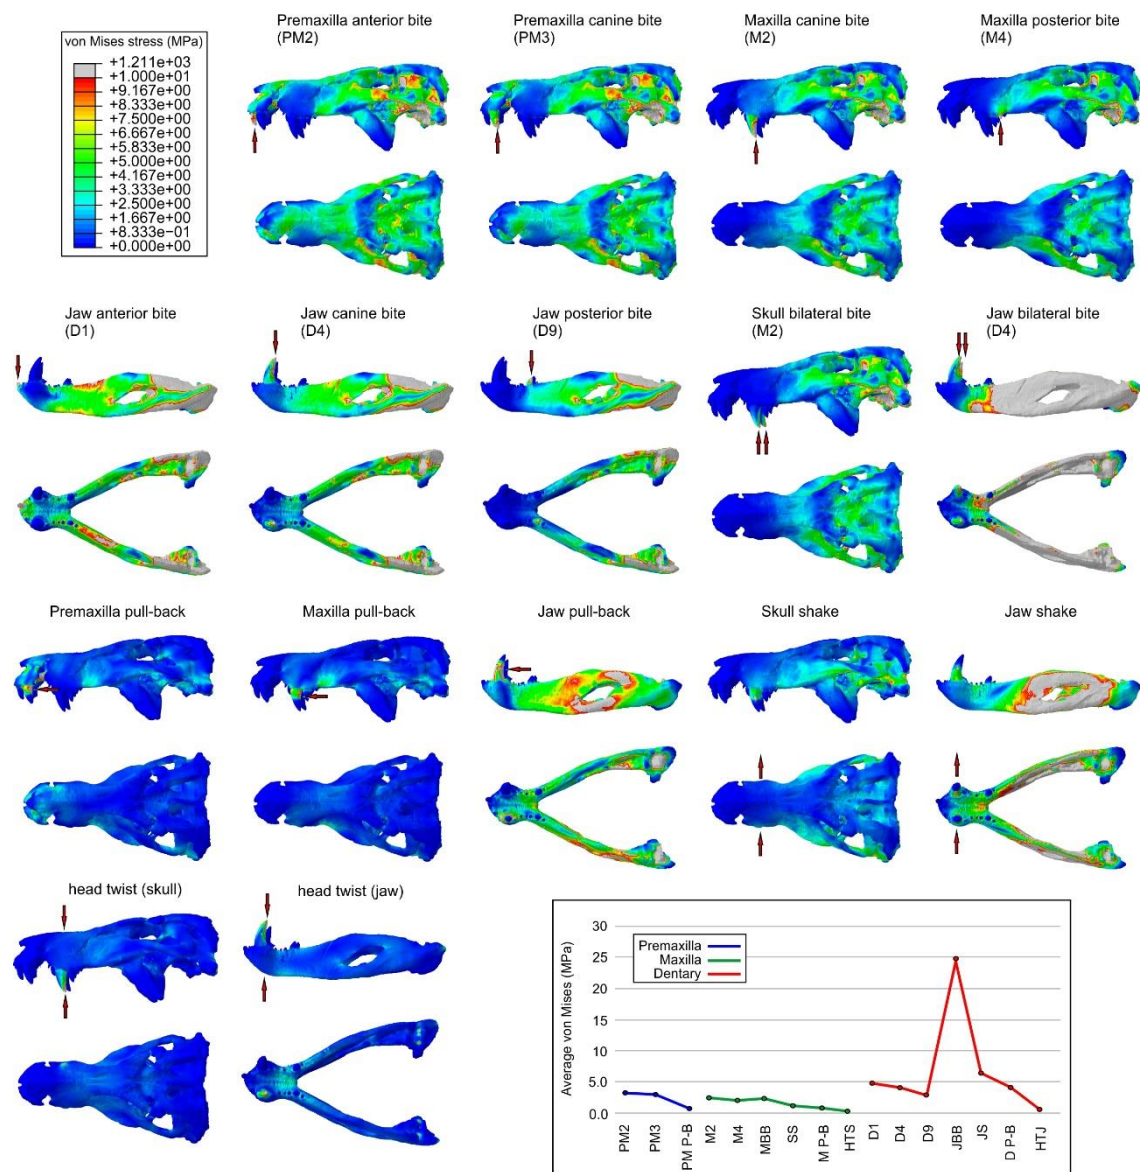 Premaxilla anterior bite
(PM2)
Premaxilla canine bite
(PM3)
Maxilla canine bite
(M2)
Maxilla posterior bite
(M4)
von Mises stress (MPa)
+1.211e+03
+1.000e+01
+9.167e+00
+8.333e+00
+7.500e+00
+6.667e+00
+5.000e+00
+4.167e+00
+3.333e+00
+2.500e+00
+1.667e+00
+8.333e−01
+0.000e+00
Jaw anterior bite
(D1)
Jaw canine bite
(D4)
Jaw posterior bite
(D9)
Skull bilateral bite
(M2)
Jaw bilateral bite
(D4)
Premaxilla pull-back
Maxilla pull-back
Jaw pull-back
Skull shake
Jaw shake
head twist (skull)
head twist (jaw)
Average von Mises (MPa)
30
25
20
15
10
5.0
0.0
Premaxilla
Maxilla
Dentary
PM2
PM3
PM P-B
M2
M4
MBB
SS
M P-B
HTS
D1
D4
D9
JBB
JS
D P-B
HTJ